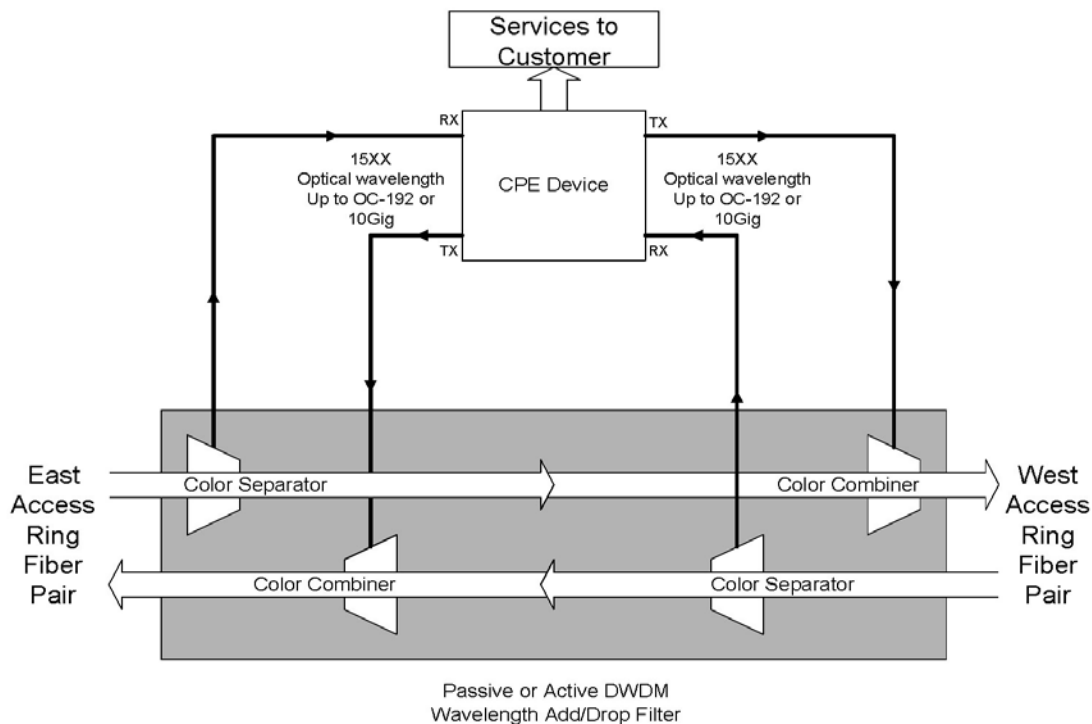 Services to
Customer
RX
TX
15XX
Optical wavelength
Up to OC-192 or
10Gig
CPE Device
15XX
Optical wavelength
Up to OC-192 or
10Gig
TX
RX
East
Access
Ring
Fiber
Pair
Color Separator
Color Combiner
West
Access
Ring
Fiber
Pair
Color Combiner
Color Separator
Passive or Active DWDM
Wavelength Add/Drop Filter